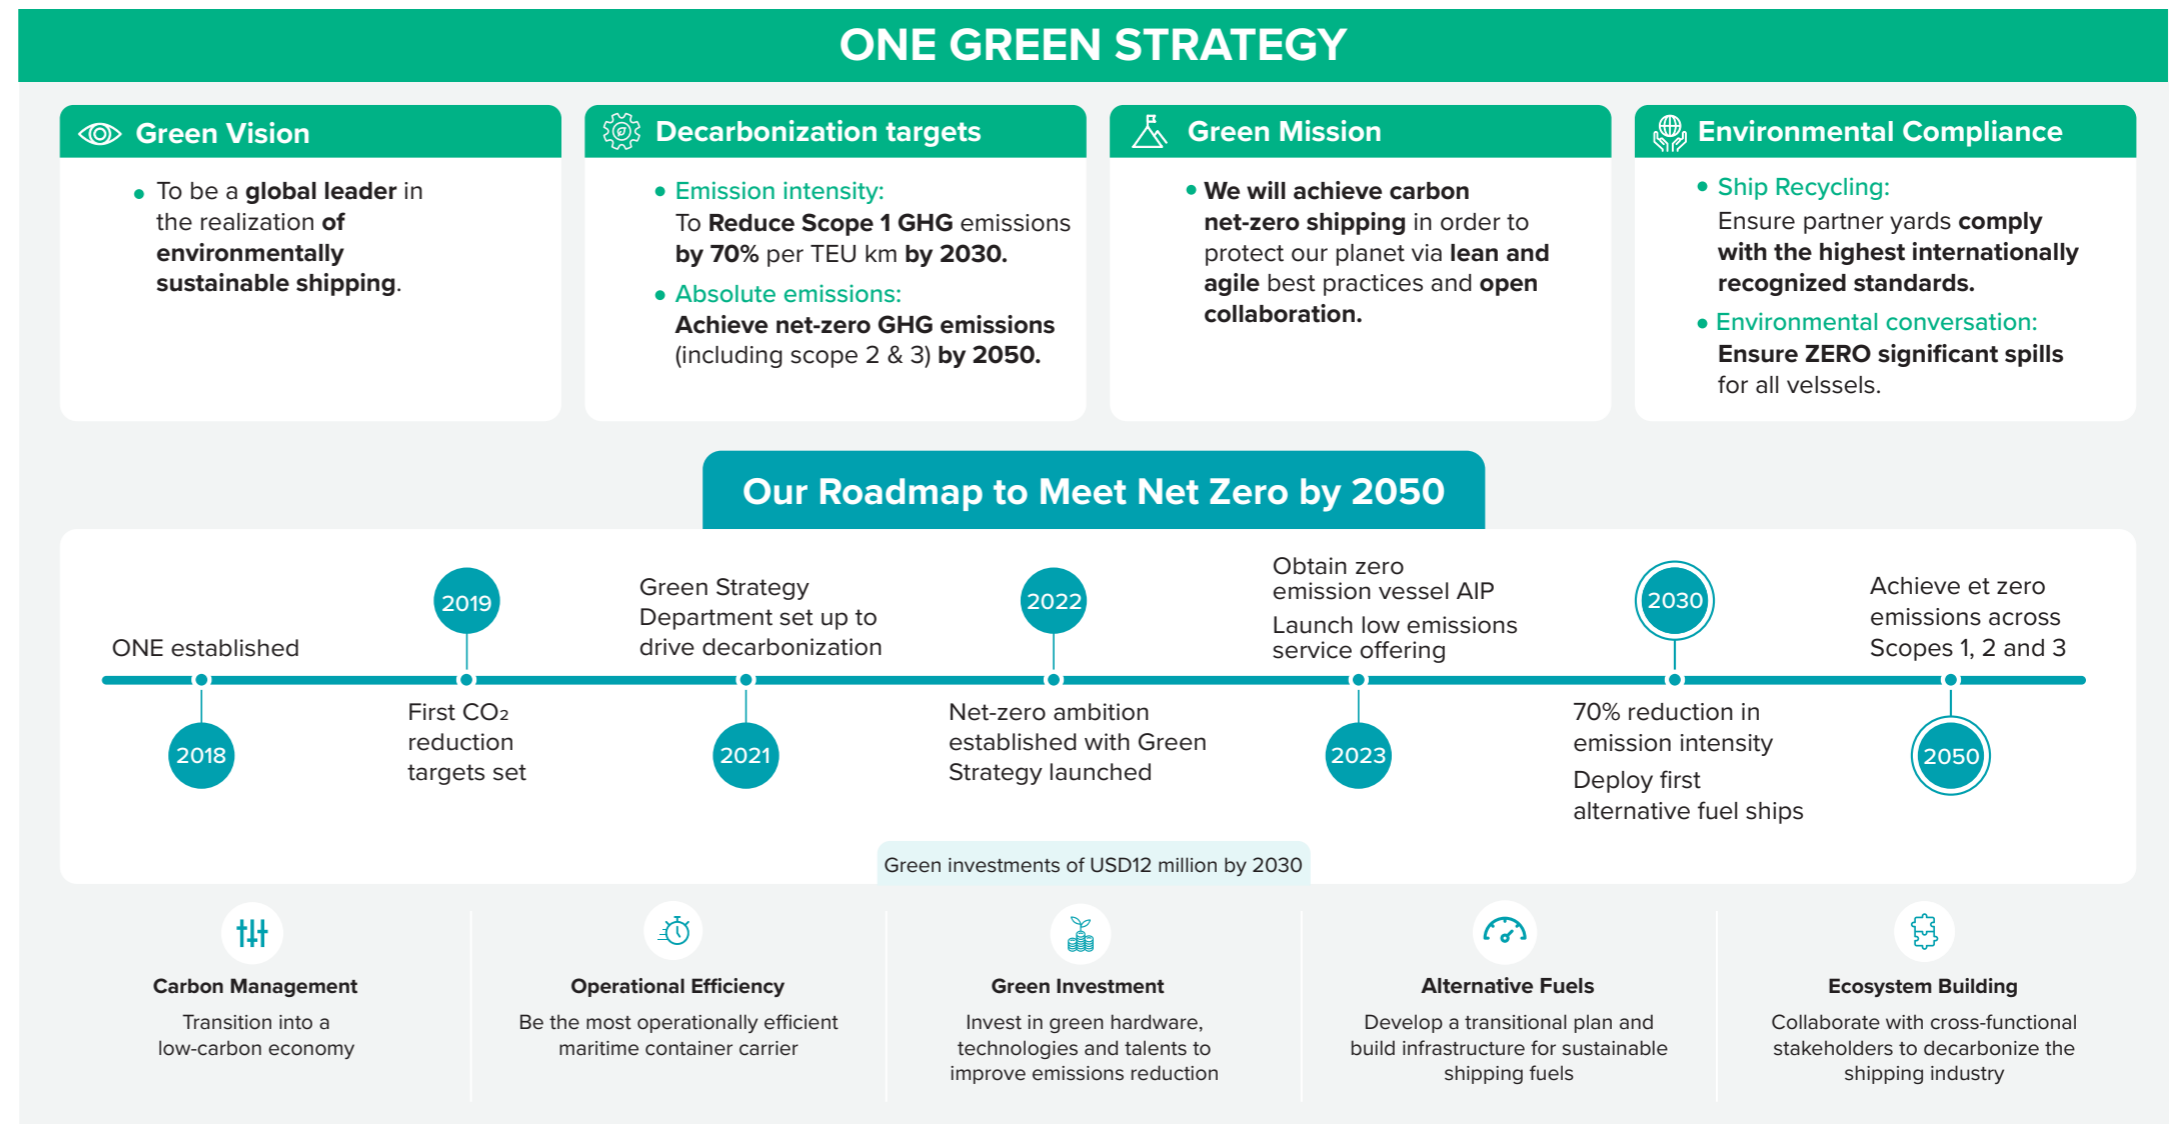 ONE GREEN STRATEGY
Green Vision
• To be a global leader in
the realization of
environmentally
sustainable shipping.
Decarbonization targets
• Emission intensity:
To Reduce Scope 1 GHG emissions
by 70% per TEU km by 2030.
• Absolute emissions:
Achieve net-zero GHG emissions
(including scope 2 & 3) by 2050.
Green Mission
• We will achieve carbon
net-zero shipping in order to
protect our planet via lean and
agile best practices and open
collaboration.
Environmental Compliance
• Ship Recycling:
Ensure partner yards comply
with the highest internationally
recognized standards.
• Environmental conversation:
Ensure ZERO significant spills
for all velssels.
Our Roadmap to Meet Net Zero by 2050
ONE established
2018
2019
First CO₂
reduction
targets set
Green Strategy
Department set up to
drive decarbonization
2021
2022
Net-zero ambition
established with Green
Strategy launched
Obtain zero
emission vessel AIP
Launch low emissions
service offering
2023
2030
70% reduction in
emission intensity
Deploy first
alternative fuel ships
Achieve et zero
emissions across
Scopes 1, 2 and 3
2050
Green investments of USD12 million by 2030
Carbon Management
Transition into a
low-carbon economy
Operational Efficiency
Be the most operationally efficient
maritime container carrier
Green Investment
Invest in green hardware,
technologies and talents to
improve emissions reduction
Alternative Fuels
Develop a transitional plan and
build infrastructure for sustainable
shipping fuels
Ecosystem Building
Collaborate with cross-functional
stakeholders to decarbonize the
shipping industry